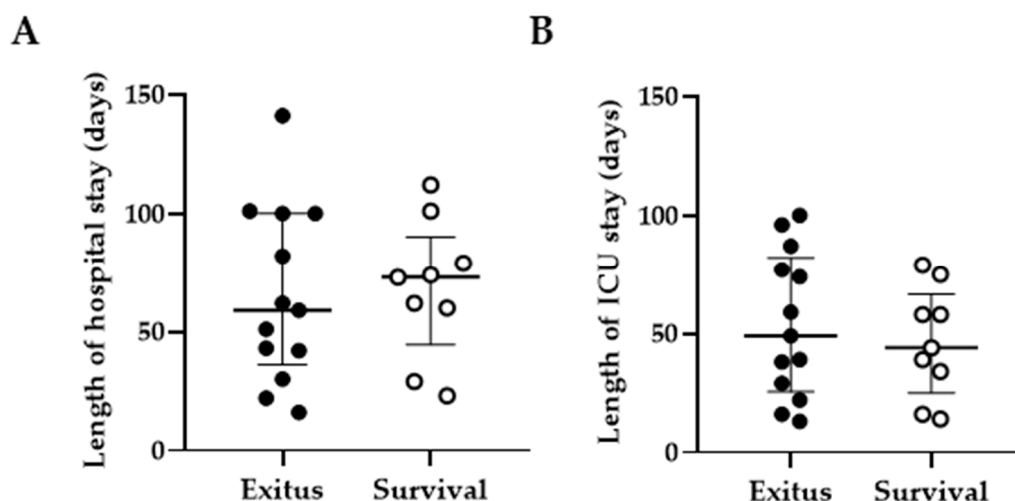 A
Length of hospital stay (days)
150
100
50
0
Exitus
Survival
B
Length of ICU stay (days)
150
100
50
0
Exitus
Survival